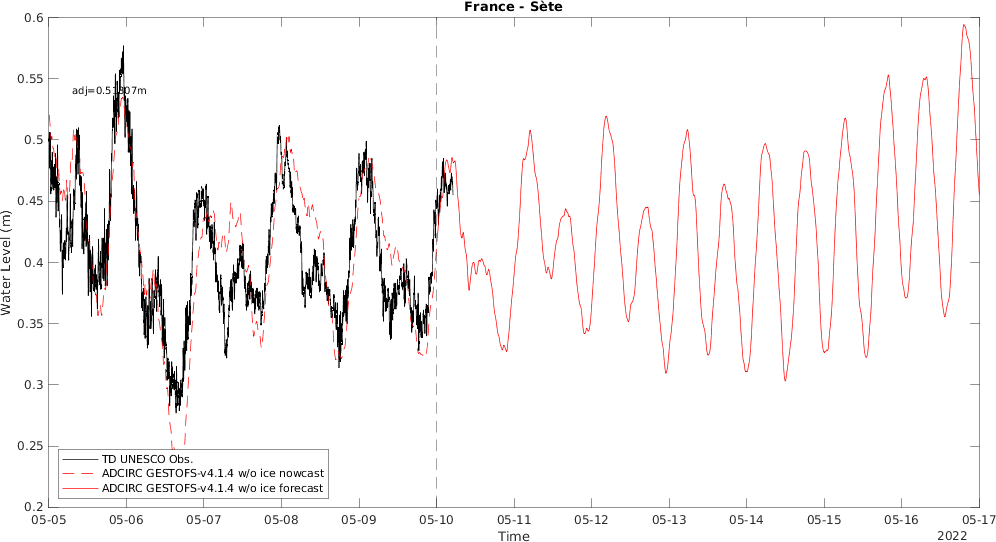 France - Sète
0.6
0.55
0.5
0.45
0.4
0.35
0.3
0.25
0.2
Water Level (m)
TD UNESCO Obs.
ADCIRC GESTOFS-v4.1.4 w/o ice nowcast
ADCIRC GESTOFS-v4.1.4 w/o ice forecast
05-05 05-06 05-07 05-08 05-09 05-10 05-11 05-12 05-13 05-14 05-15 05-16 05-17
Time
2022